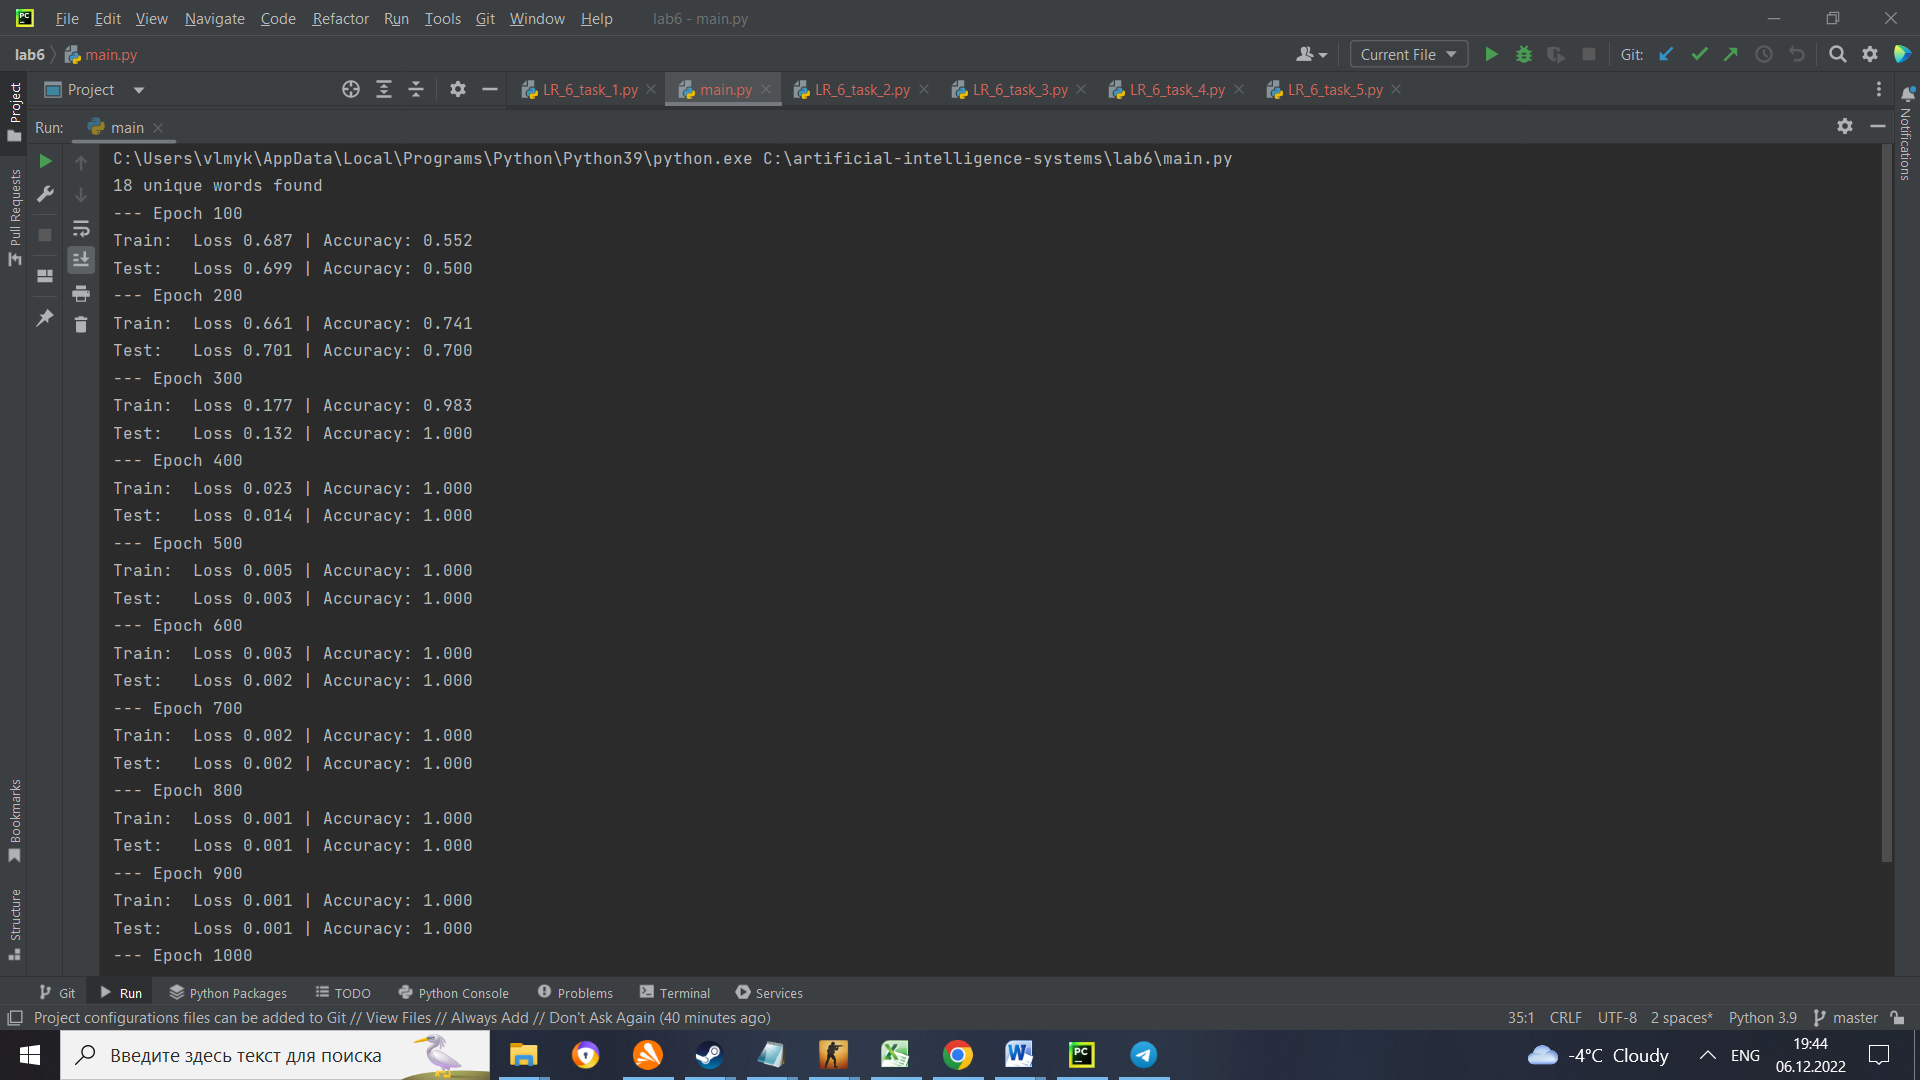 PC File Edit View Navigate Code Refactor Run Tools Git Window Help lab6 - main.py
lab6 main.py Current File Git:
Project LR_6_task_1.py main.py LR_6_task_2.py LR_6_task_3.py LR_6_task_4.py LR_6_task_5.py
Run: main
Project
Pull Requests
Bookmarks
Structure
Notifications
C:\Users\vlmyk\AppData\Local\Programs\Python\Python39\python.exe C:\artificial-intelligence-systems\lab6\main.py
18 unique words found
--- Epoch 100
Train:  Loss 0.687 | Accuracy: 0.552
Test:   Loss 0.699 | Accuracy: 0.500
--- Epoch 200
Train:  Loss 0.661 | Accuracy: 0.741
Test:   Loss 0.701 | Accuracy: 0.700
--- Epoch 300
Train:  Loss 0.177 | Accuracy: 0.983
Test:   Loss 0.132 | Accuracy: 1.000
--- Epoch 400
Train:  Loss 0.023 | Accuracy: 1.000
Test:   Loss 0.014 | Accuracy: 1.000
--- Epoch 500
Train:  Loss 0.005 | Accuracy: 1.000
Test:   Loss 0.003 | Accuracy: 1.000
--- Epoch 600
Train:  Loss 0.003 | Accuracy: 1.000
Test:   Loss 0.002 | Accuracy: 1.000
--- Epoch 700
Train:  Loss 0.002 | Accuracy: 1.000
Test:   Loss 0.002 | Accuracy: 1.000
--- Epoch 800
Train:  Loss 0.001 | Accuracy: 1.000
Test:   Loss 0.001 | Accuracy: 1.000
--- Epoch 900
Train:  Loss 0.001 | Accuracy: 1.000
Test:   Loss 0.001 | Accuracy: 1.000
--- Epoch 1000
Git Run Python Packages TODO Python Console Problems Terminal Services
Project configurations files can be added to Git // View Files // Always Add // Don't Ask Again (40 minutes ago) 35:1 CRLF UTF-8 2 spaces* Python 3.9 master
Введите здесь текст для поиска PC -4°C Cloudy ENG 19:44
06.12.2022